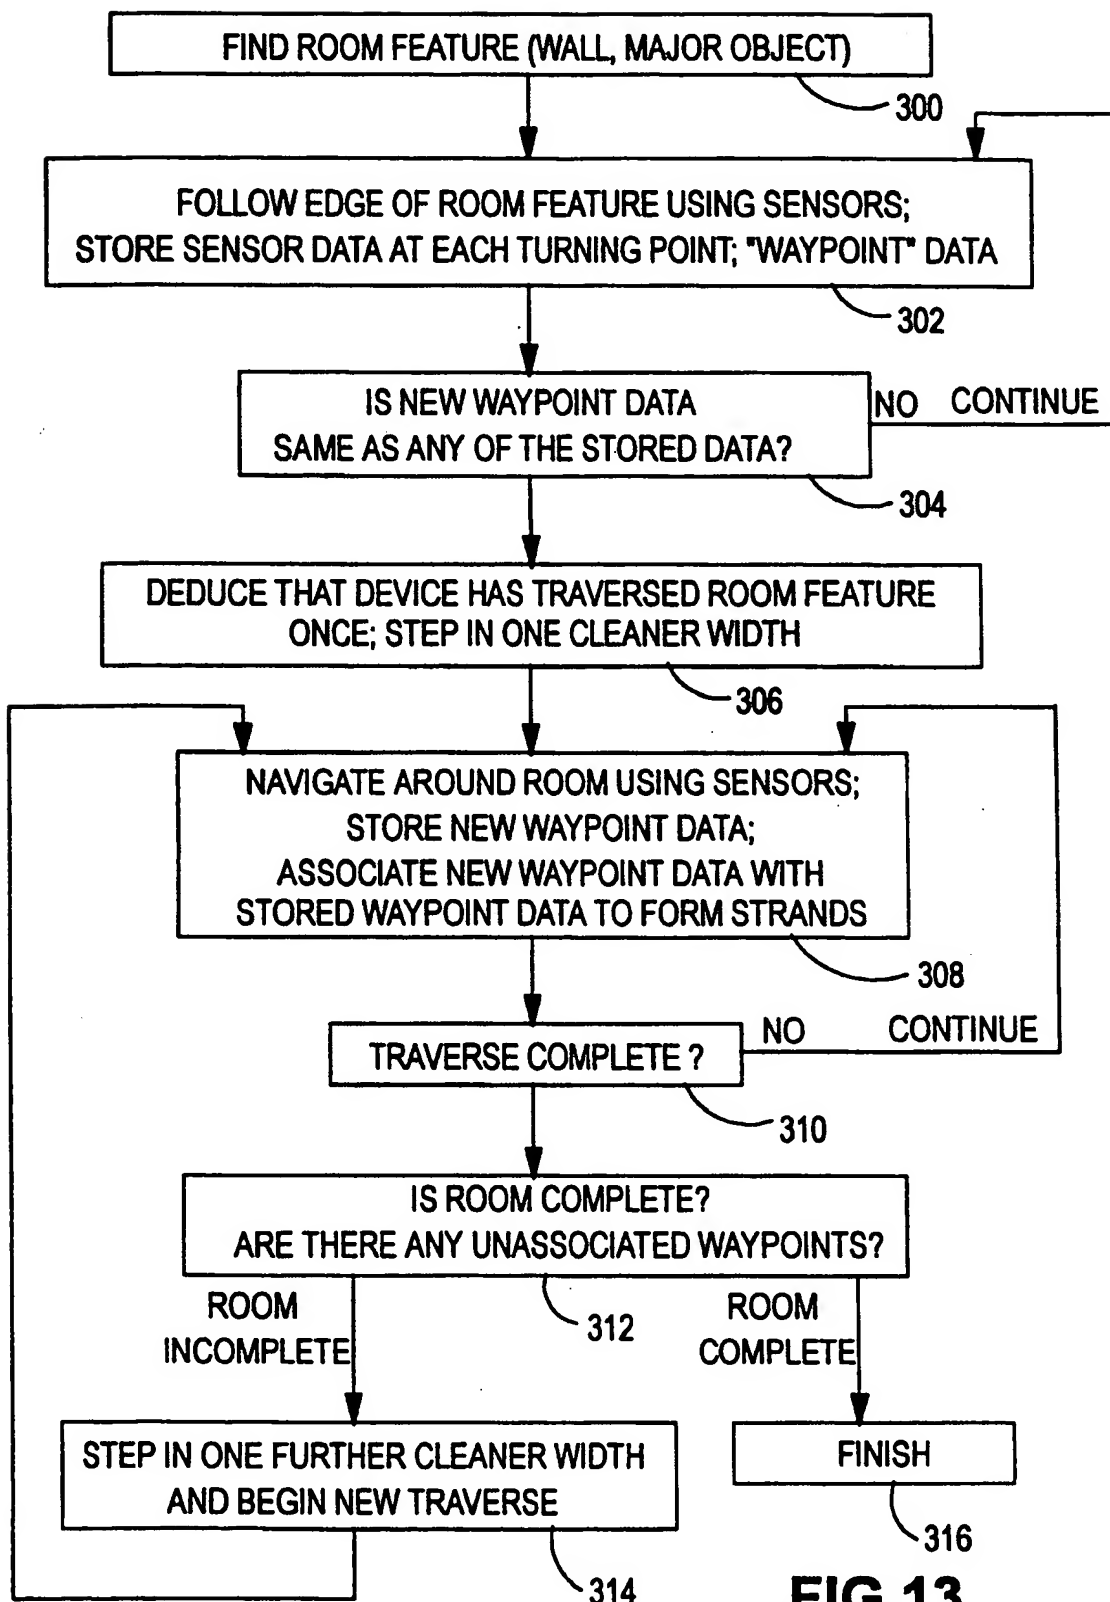 FIND ROOM FEATURE (WALL, MAJOR OBJECT)
300
FOLLOW EDGE OF ROOM FEATURE USING SENSORS;
STORE SENSOR DATA AT EACH TURNING POINT; "WAYPOINT" DATA
302
IS NEW WAYPOINT DATA
SAME AS ANY OF THE STORED DATA?
NO CONTINUE
304
DEDUCE THAT DEVICE HAS TRAVERSED ROOM FEATURE
ONCE; STEP IN ONE CLEANER WIDTH
306
NAVIGATE AROUND ROOM USING SENSORS;
STORE NEW WAYPOINT DATA;
ASSOCIATE NEW WAYPOINT DATA WITH
STORED WAYPOINT DATA TO FORM STRANDS
308
TRAVERSE COMPLETE ?
NO CONTINUE
310
IS ROOM COMPLETE?
ARE THERE ANY UNASSOCIATED WAYPOINTS?
312
ROOM
INCOMPLETE
ROOM
COMPLETE
STEP IN ONE FURTHER CLEANER WIDTH
AND BEGIN NEW TRAVERSE
314
FINISH
316
FIG.13